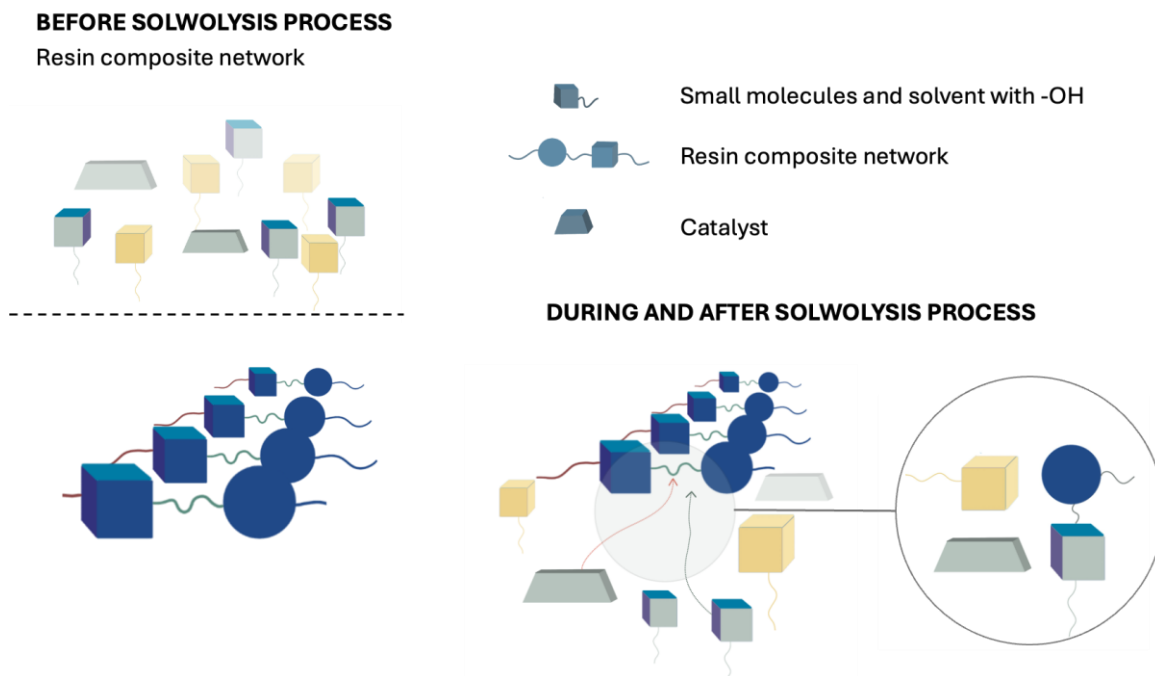 BEFORE SOLWOLYSIS PROCESS
Resin composite network
Small molecules and solvent with -OH
Resin composite network
Catalyst
DURING AND AFTER SOLWOLYSIS PROCESS